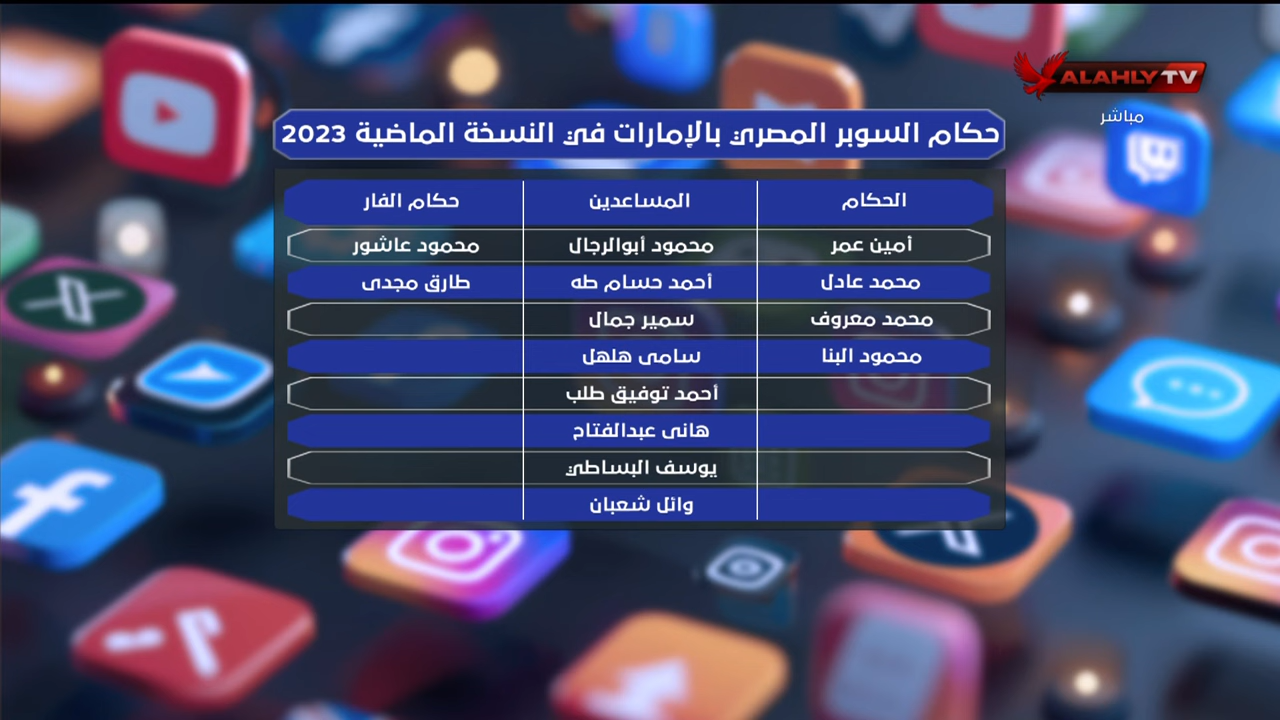 ALAHLY TV
مباشر
حكام السوبر المصري بالإمارات في النسخة الماضية 2023
الحكام المساعدين حكام الفار
أمين عمر محمود أبوالرجال محمود عاشور
محمد عادل أحمد حسام طه طارق مجدى
محمد معروف سمير جمال
محمود البنا سامى هلهل
أحمد توفيق طلب
هانى عبدالفتاح
يوسف البساطي
وائل شعبان